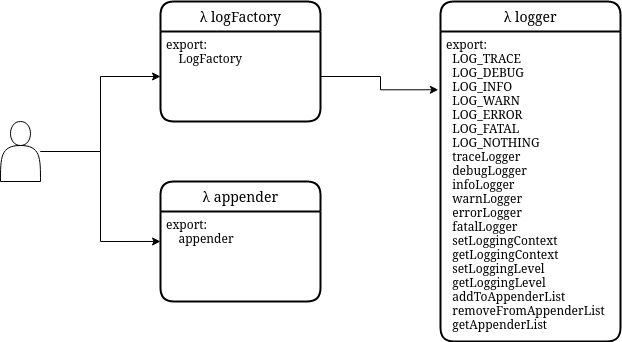 λ logFactory
export:
LogFactory
λ appender
export:
appender
λ logger
export:
LOG_TRACE
LOG_DEBUG
LOG_INFO
LOG_WARN
LOG_ERROR
LOG_FATAL
LOG_NOTHING
traceLogger
debugLogger
infoLogger
warnLogger
errorLogger
fatalLogger
setLoggingContext
getLoggingContext
setLoggingLevel
getLoggingLevel
addToAppenderList
removeFromAppenderList
getAppenderList